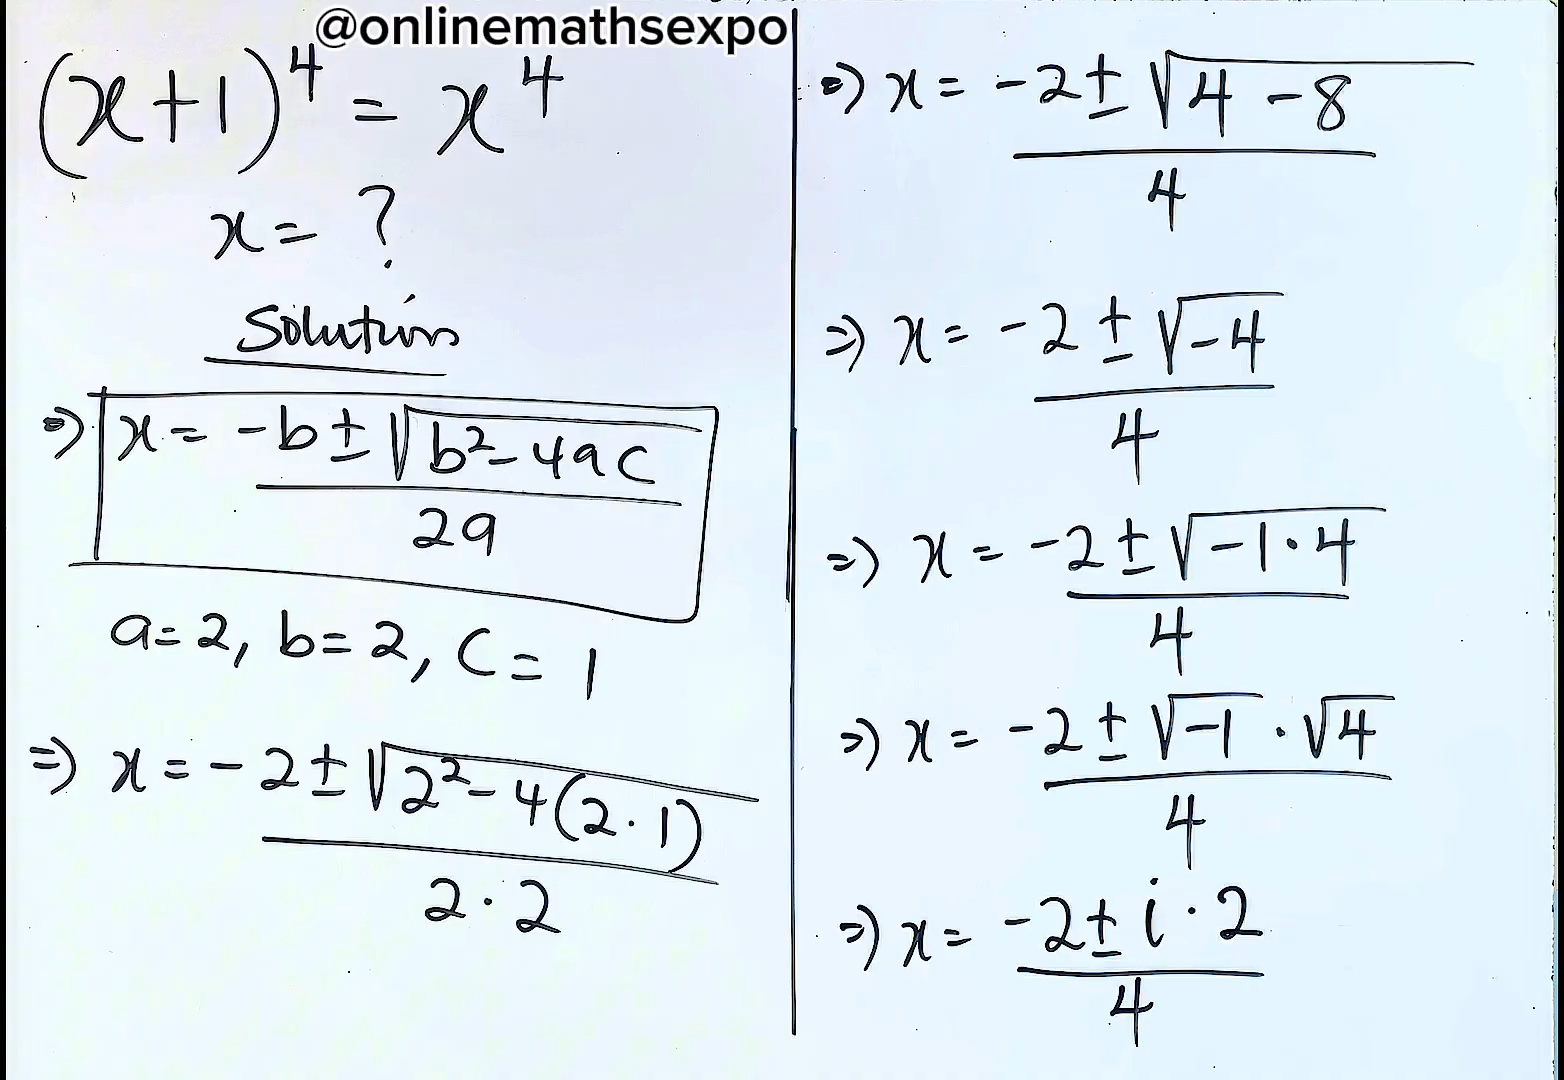 @onlinemathsexpo
(x+1)^4 = x^4
x = ?
Solution
⇒ x = (-b ± √(b² - 4ac)) / 2a
a = 2, b = 2, c = 1
⇒ x = (-2 ± √(2² - 4(2·1))) / 2·2
⇒ x = (-2 ± √(4 - 8)) / 4
⇒ x = (-2 ± √-4) / 4
⇒ x = (-2 ± √(-1·4)) / 4
⇒ x = (-2 ± √-1 · √4) / 4
⇒ x = (-2 ± i · 2) / 4